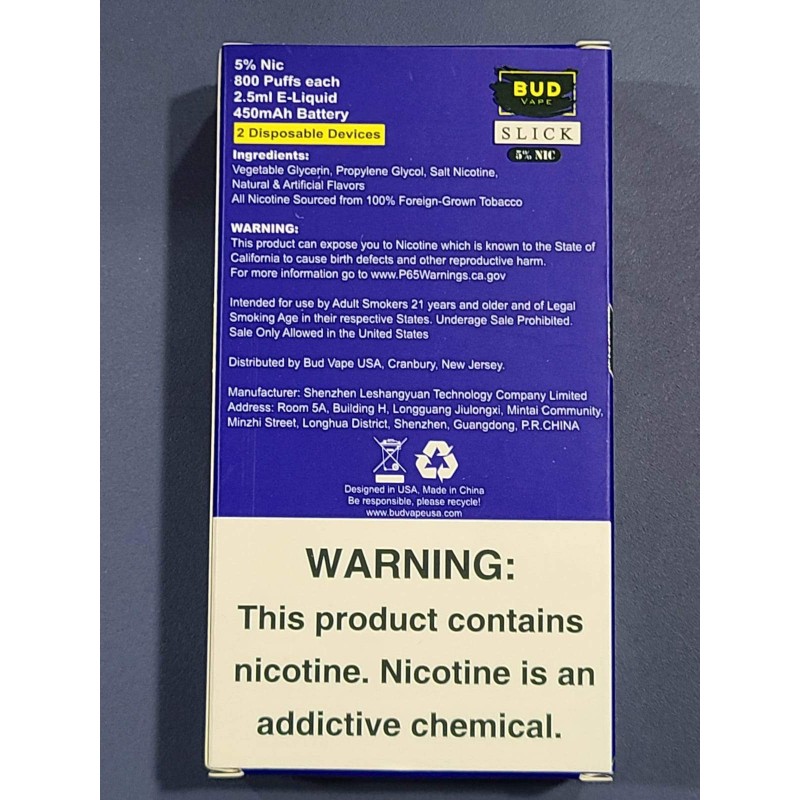 5% Nic
800 Puffs each
2.5ml E-Liquid
450mAh Battery
2 Disposable Devices
BUD
VAPE
SLICK
5% NIC
Ingredients:
Vegetable Glycerin, Propylene Glycol, Salt Nicotine,
Natural & Artificial Flavors
All Nicotine Sourced from 100% Foreign-Grown Tobacco
WARNING:
This product can expose you to Nicotine which is known to the State of
California to cause birth defects and other reproductive harm.
For more information go to www.P65Warnings.ca.gov
Intended for use by Adult Smokers 21 years and older and of Legal
Smoking Age in their respective States. Underage Sale Prohibited.
Sale Only Allowed in the United States
Distributed by Bud Vape USA, Cranbury, New Jersey.
Manufacturer: Shenzhen Leshangyuan Technology Company Limited
Address: Room 5A, Building H, Longguang Jiulongxi, Mintai Community,
Minzhi Street, Longhua District, Shenzhen, Guangdong, P.R.CHINA
Designed in USA, Made in China
Be responsible, please recycle!
www.budvapeusa.com
WARNING:
This product contains
nicotine. Nicotine is an
addictive chemical.